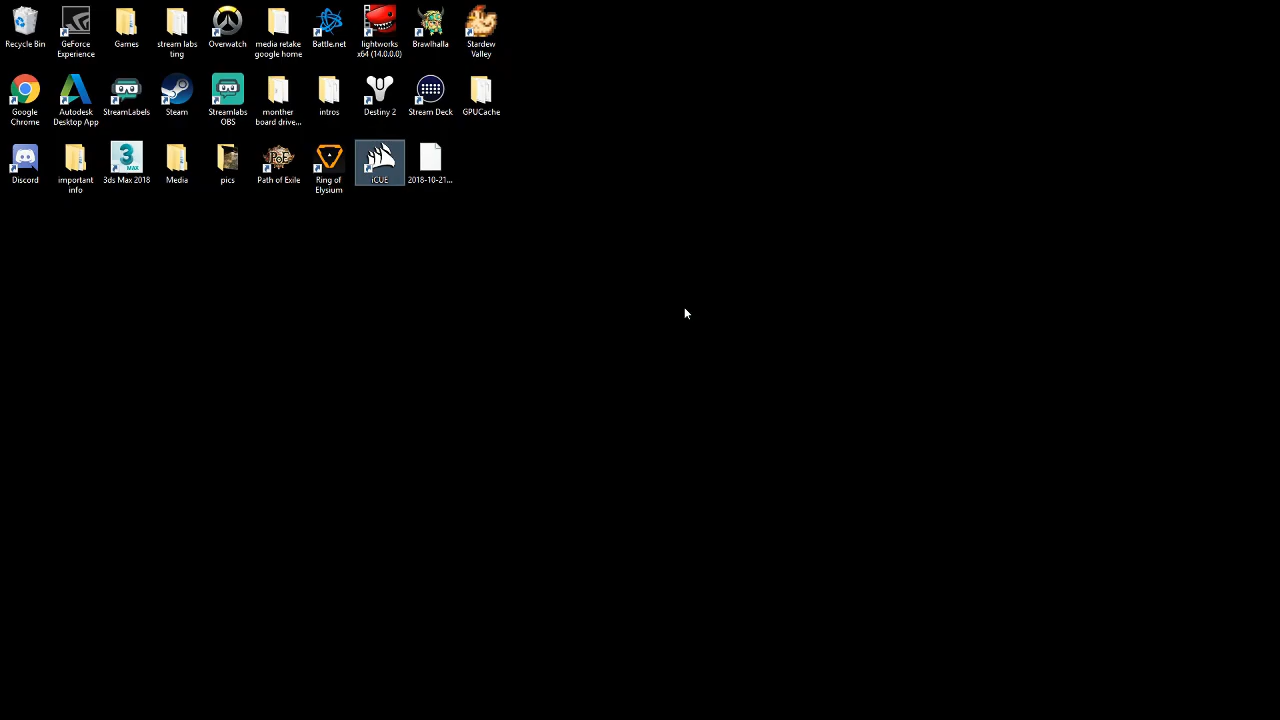 Recycle Bin
GeForce
Experience
Games
stream labs
ting
Overwatch
media retake
google home
Battle.net
lightworks
x64 (14.0.0.0)
Brawlhalla
Stardew
Valley
Google
Chrome
Autodesk
Desktop App
StreamLabels
Steam
Streamlabs
OBS
monther
board drive...
intros
Destiny 2
Stream Deck
GPUCache
Discord
important
info
3
MAX
3ds Max 2018
Media
pics
PoE
Path of Exile
Ring of
Elysium
iCUE
2018-10-21...